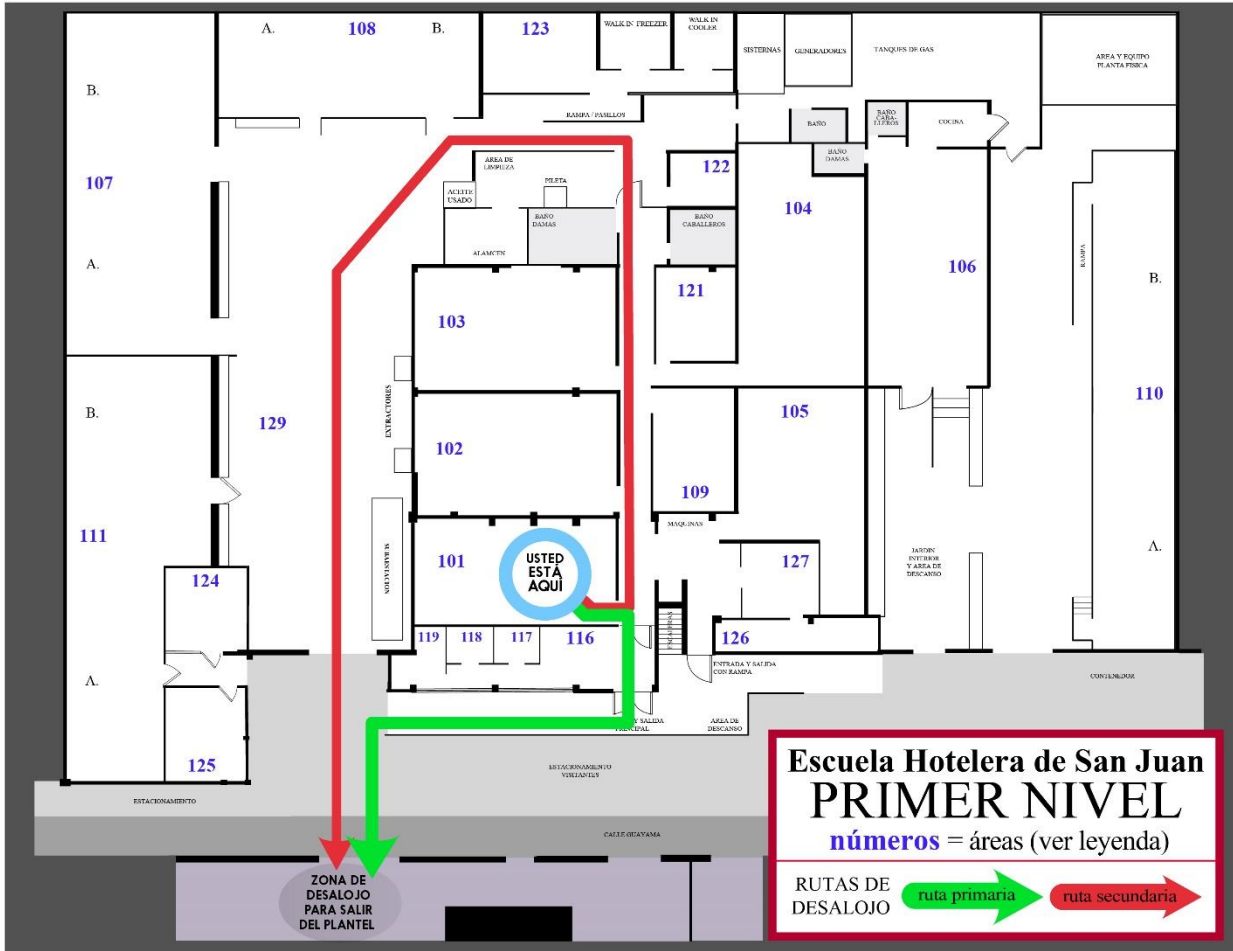 A.
108
B.
123
WALK IN FREEZER
WALK IN
COOLER
SISTERNAS
GENERADORES
TANQUES DE GAS
AREA Y EQUIPO
PLANTA FISICA
B.
RAMPA / PASILLOS
BAÑO
BAÑO
CABA-
LLEROS
COCINA
BAÑO
DAMAS
107
AREA DE
LIMPIEZA
122
ACEITE
USADO
PILETA
104
BAÑO
DAMAS
BAÑO
CABALLEROS
ALAMCEN
A.
106
RAMPA
B.
121
103
EXTRACTORES
B.
129
102
105
110
109
111
MAQUINAS
SUBAESTACION
101
USTED
ESTÁ
AQUÍ
127
JARDIN
INTERIOR
Y AREA DE
DESCANSO
A.
124
119
118
117
116
ESCALERAS
126
A.
ENTRADA Y SALIDA
CON RAMPA
CONTENEDOR
Y SALIDA
PRINCIPAL
AREA DE
DESCANSO
125
ESTACIONAMIENTO
VISITANTES
ESTACIONAMIENTO
CALLE GUAYAMA
ZONA DE
DESALOJO
PARA SALIR
DEL PLANTEL
Escuela Hotelera de San Juan
PRIMER NIVEL
números = áreas (ver leyenda)
RUTAS DE
DESALOJO
ruta primaria
ruta secundaria